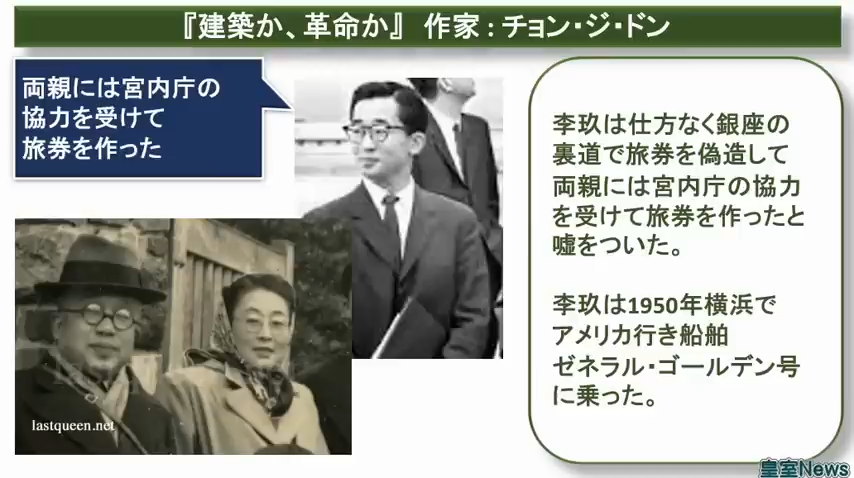 『建築か、革命か』 作家：チョン・ジ・ドン
両親には宮内庁の
協力を受けて
旅券を作った
李玖は仕方なく銀座の
裏道で旅券を偽造して
両親には宮内庁の協力
を受けて旅券を作ったと
嘘をついた。
李玖は1950年横浜で
アメリカ行き船舶
ゼネラル・ゴールデン号
に乗った。
lastqueen.net
皇室News